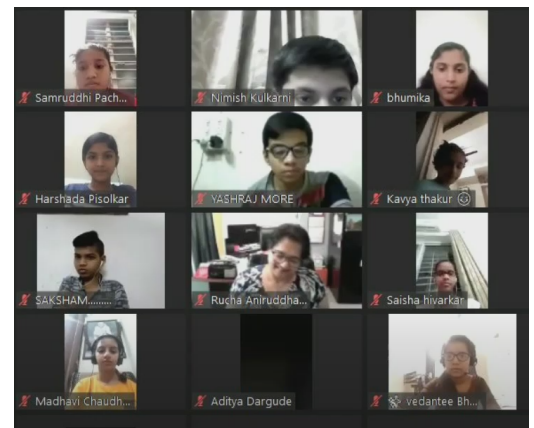 Samruddhi Pach...
Nimish Kulkarni
bhumika
Harshada Pisolkar
YASHRAJ MORE
Kavya thakur
SAKSHAM.........
Rucha Aniruddha...
Saisha hivarkar
Madhavi Chaudh...
Aditya Dargude
vedantee Bh...